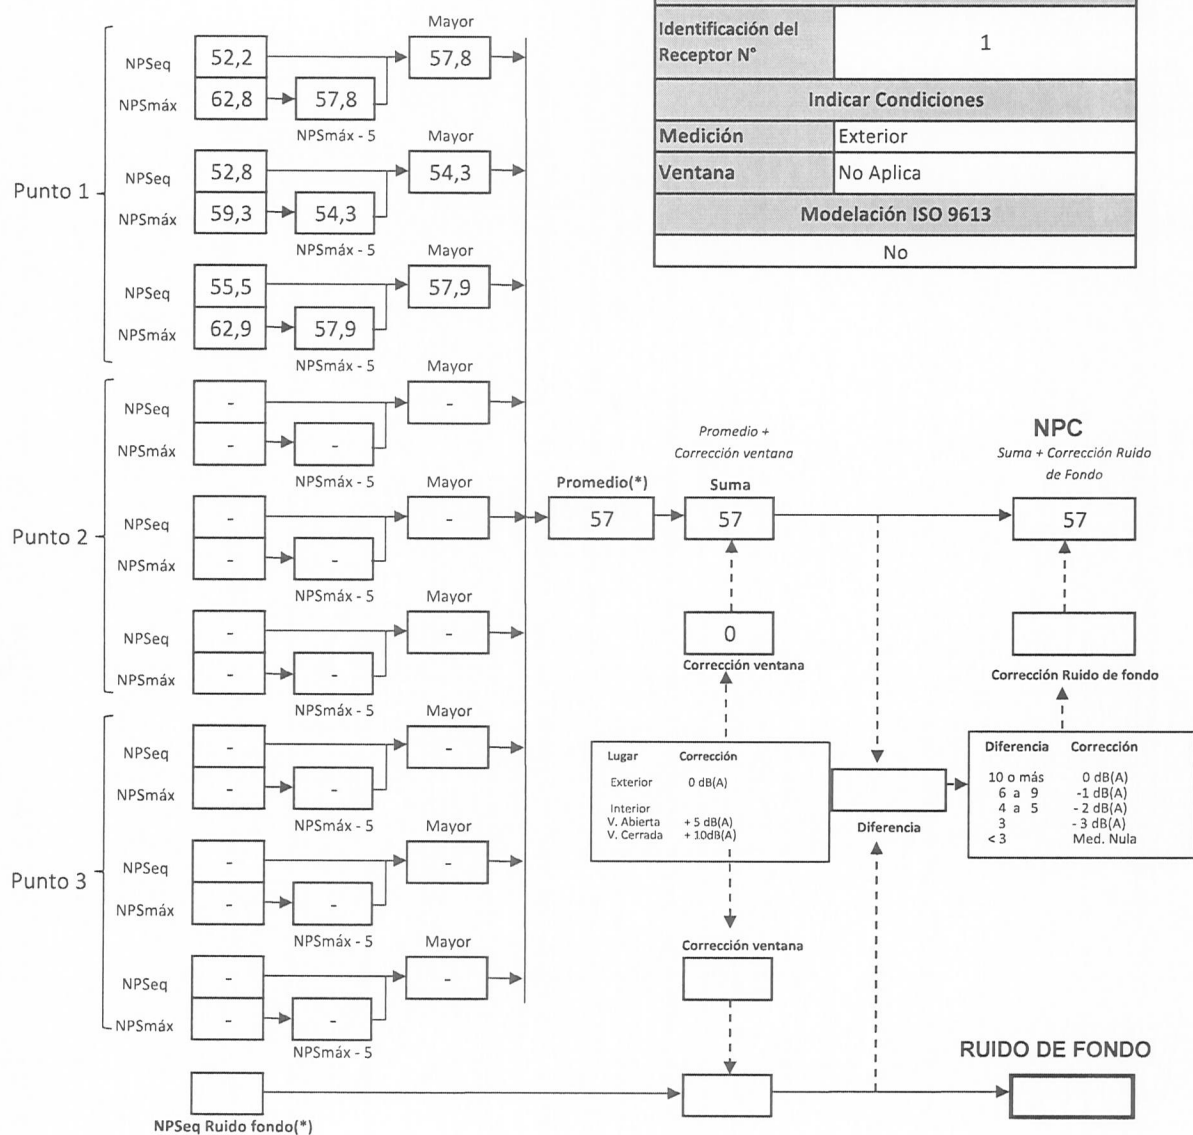 Identificación del
Receptor N°
1
Indicar Condiciones
Medición
Exterior
Ventana
No Aplica
Modelación ISO 9613
No
Punto 1
Mayor
NPSeq
52,2
57,8
NPSmáx
62,8
57,8
NPSmáx - 5
Mayor
NPSeq
52,8
54,3
NPSmáx
59,3
54,3
NPSmáx - 5
Mayor
NPSeq
55,5
57,9
NPSmáx
62,9
57,9
NPSmáx - 5
Punto 2
Mayor
NPSeq
-
-
NPSmáx
-
-
NPSmáx - 5
Mayor
NPSeq
-
-
NPSmáx
-
-
NPSmáx - 5
Mayor
NPSeq
-
-
NPSmáx
-
-
NPSmáx - 5
Punto 3
Mayor
NPSeq
-
-
NPSmáx
-
-
NPSmáx - 5
Mayor
NPSeq
-
-
NPSmáx
-
-
NPSmáx - 5
Mayor
NPSeq
-
-
NPSmáx
-
-
NPSmáx - 5
NPSeq Ruido fondo(*)
Promedio(*)
57
Promedio +
Corrección ventana
Suma
57
0
Corrección ventana
Lugar Corrección
Exterior 0 dB(A)
Interior
V. Abierta + 5 dB(A)
V. Cerrada + 10dB(A)
Corrección ventana
Diferencia
NPC
Suma + Corrección Ruido
de Fondo
57
Corrección Ruido de fondo
Diferencia Corrección
10 o más 0 dB(A)
6 a 9 -1 dB(A)
4 a 5 - 2 dB(A)
3 - 3 dB(A)
< 3 Med. Nula
RUIDO DE FONDO